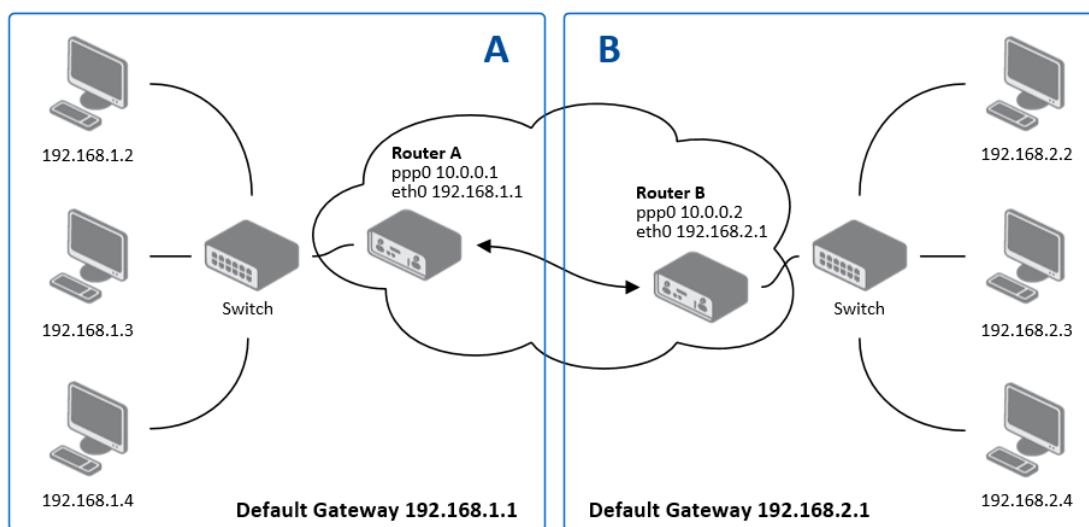 A
B
192.168.1.2
192.168.1.3
192.168.1.4
Switch
Router A
ppp0 10.0.0.1
eth0 192.168.1.1
Default Gateway 192.168.1.1
Router B
ppp0 10.0.0.2
eth0 192.168.2.1
Switch
192.168.2.2
192.168.2.3
192.168.2.4
Default Gateway 192.168.2.1